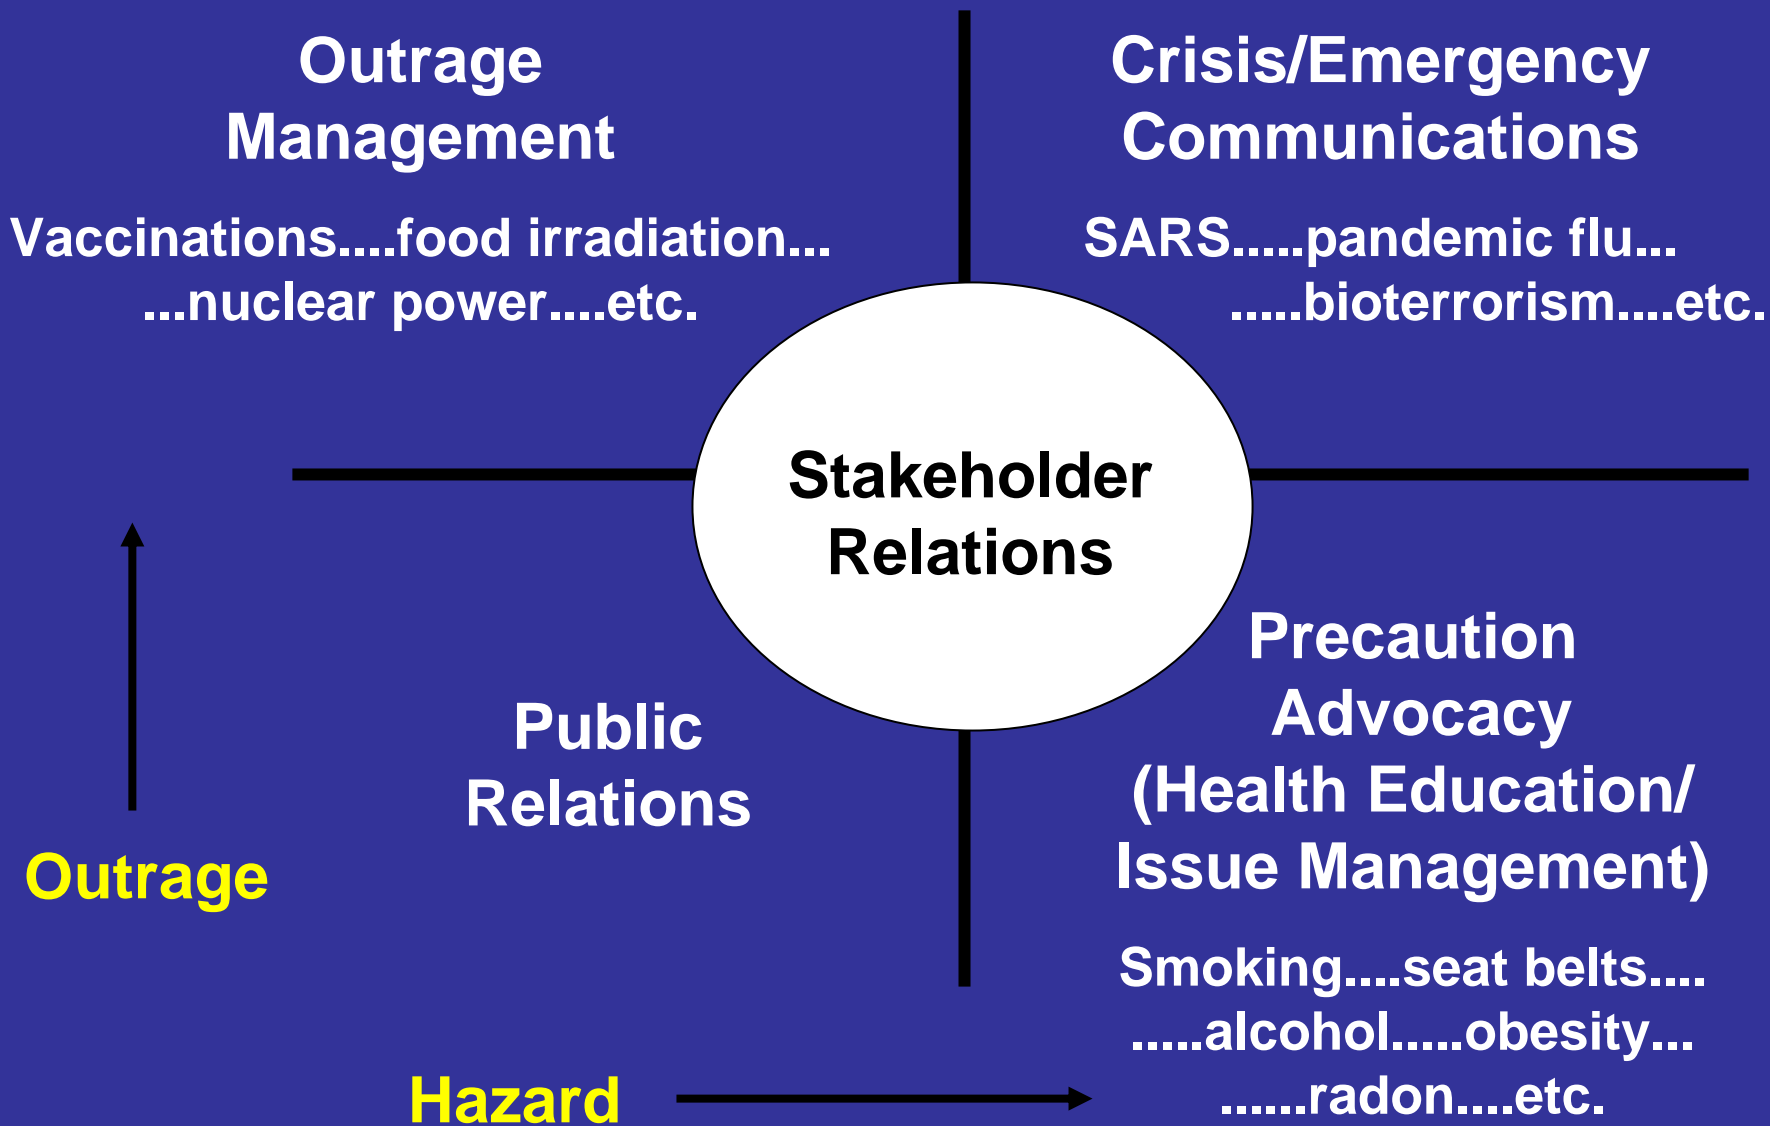 Outrage
Management
Vaccinations....food irradiation...
...nuclear power....etc.
Crisis/Emergency
Communications
SARS.....pandemic flu...
.....bioterrorism....etc.
Stakeholder
Relations
Public
Relations
Precaution
Advocacy
(Health Education/
Issue Management)
Smoking....seat belts....
.....alcohol.....obesity...
......radon....etc.
Outrage
Hazard